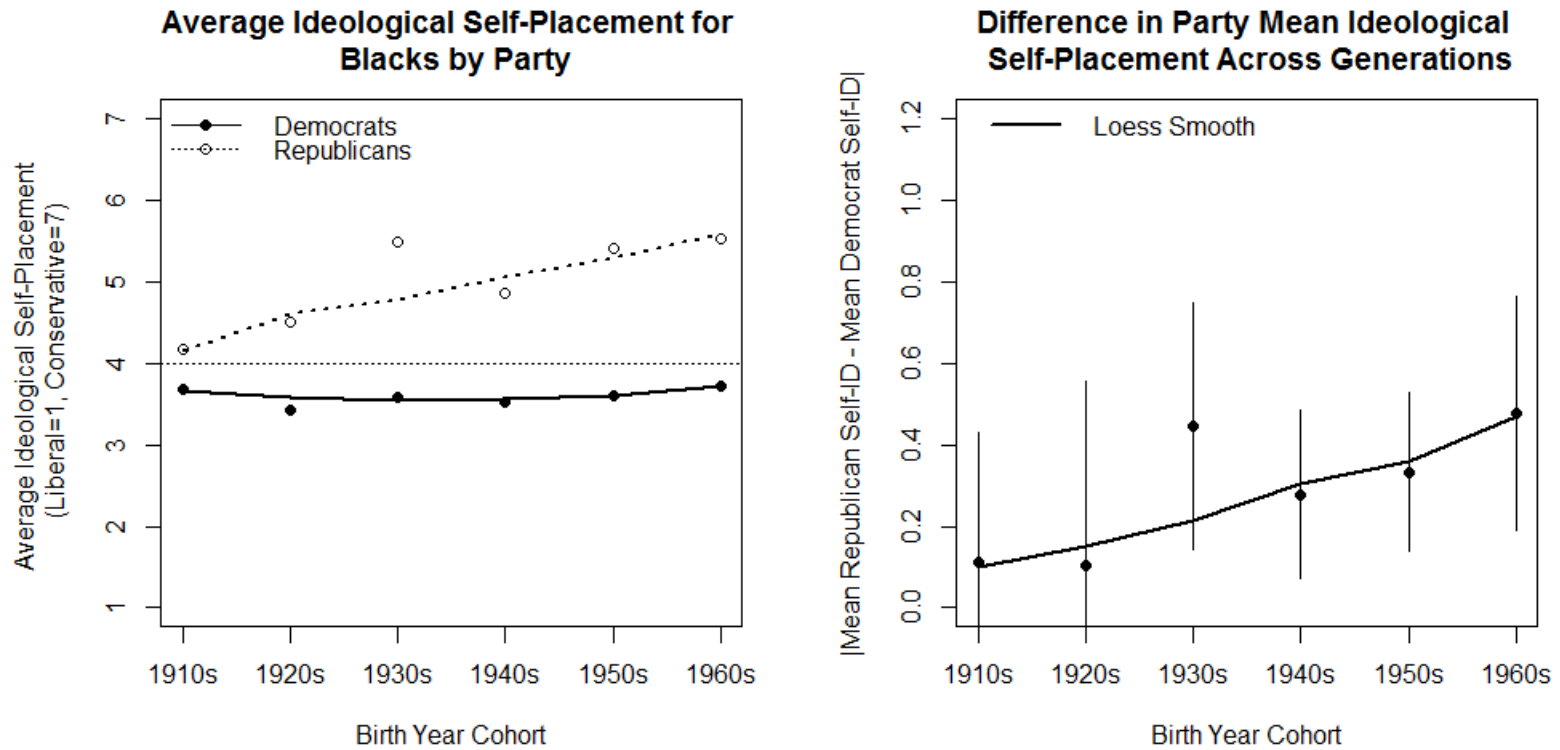 Average Ideological Self-Placement for
Blacks by Party
Average Ideological Self-Placement
(Liberal=1, Conservative=7)
7
6
5
4
3
2
1
Democrats
Republicans
1910s 1920s 1930s 1940s 1950s 1960s
Birth Year Cohort
Difference in Party Mean Ideological
Self-Placement Across Generations
|Mean Republican Self-ID - Mean Democrat Self-ID|
1.2
1.0
0.8
0.6
0.4
0.2
0.0
Loess Smooth
1910s 1920s 1930s 1940s 1950s 1960s
Birth Year Cohort